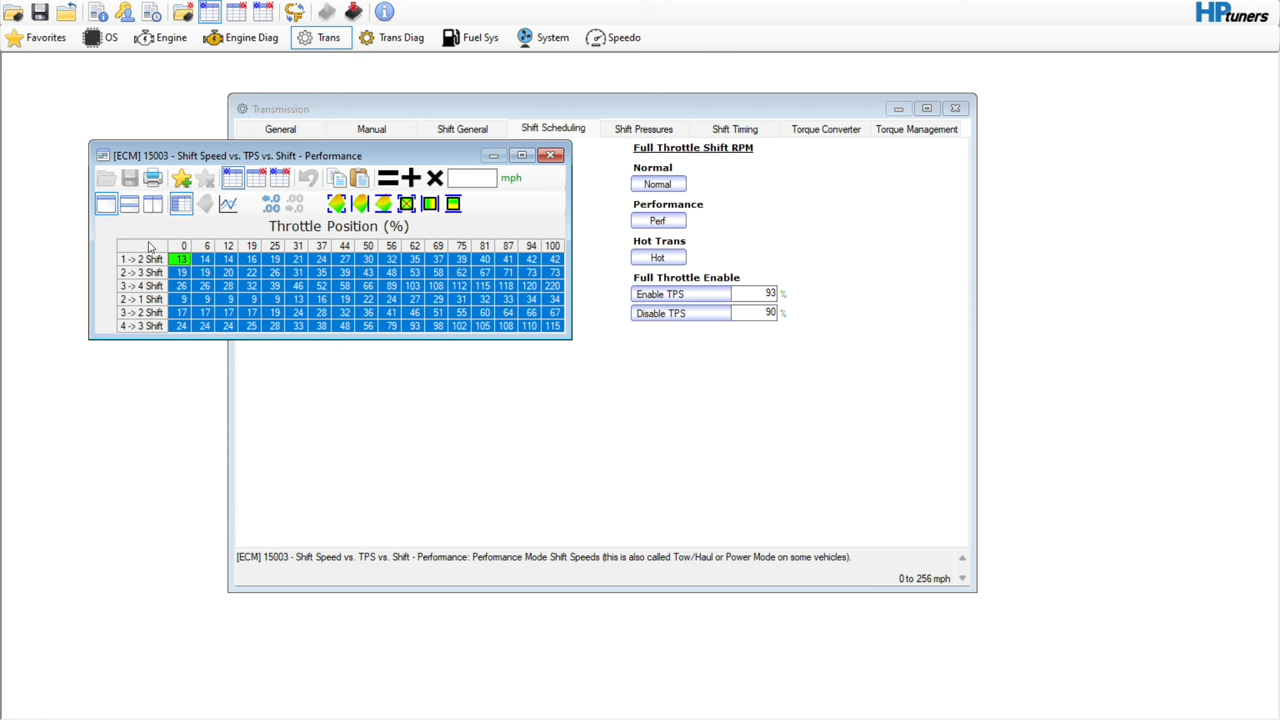 HPtuners
Favorites OS Engine Engine Diag Trans Trans Diag Fuel Sys System Speedo
Transmission
General Manual Shift General Shift Scheduling Shift Pressures Shift Timing Torque Converter Torque Management
[ECM] 15003 - Shift Speed vs. TPS vs. Shift - Performance
mph
Throttle Position (%)
0 6 12 19 25 31 37 44 50 56 62 69 75 81 87 94 100
1 -> 2 Shift 13 14 14 16 19 21 24 27 30 32 35 37 39 40 41 42 42
2 -> 3 Shift 19 19 20 22 26 31 35 39 43 48 53 58 62 67 71 73 73
3 -> 4 Shift 26 26 28 32 39 46 52 58 66 89 103 108 112 115 118 120 220
2 -> 1 Shift 9 9 9 9 9 13 16 19 22 24 27 29 31 32 33 34 34
3 -> 2 Shift 17 17 17 17 19 24 28 32 36 41 46 51 55 60 64 66 67
4 -> 3 Shift 24 24 24 25 28 33 38 48 56 79 93 98 102 105 108 110 115
Full Throttle Shift RPM
Normal
Normal
Performance
Perf
Hot Trans
Hot
Full Throttle Enable
Enable TPS 93 %
Disable TPS 90 %
[ECM] 15003 - Shift Speed vs. TPS vs. Shift - Performance: Performance Mode Shift Speeds (this is also called Tow/Haul or Power Mode on some vehicles).
0 to 256 mph